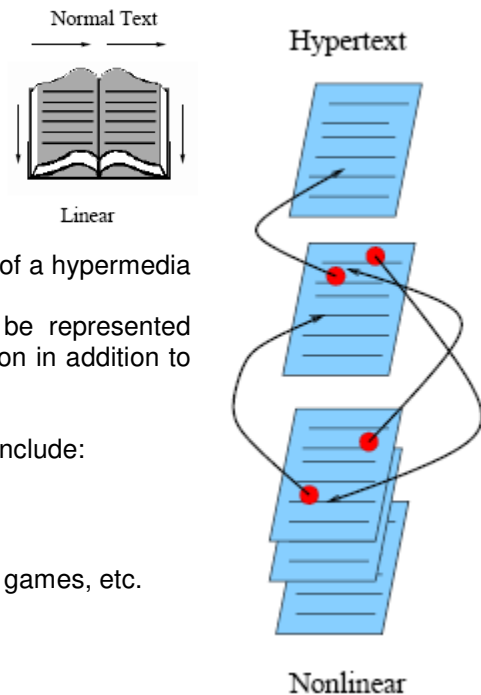 Normal Text
Linear
of a hypermedia
be represented
on in addition to
nclude:
games, etc.
Hypertext
Nonlinear